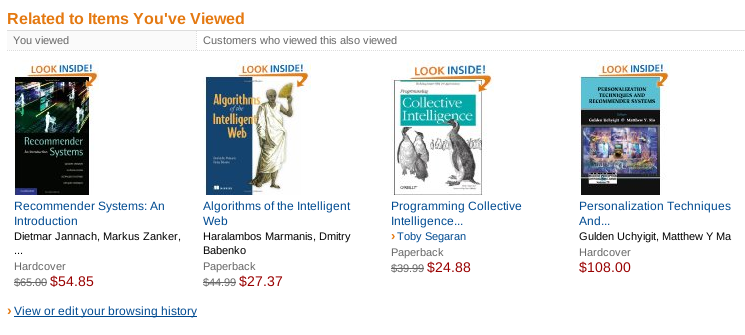 Related to Items You've Viewed
You viewed
Customers who viewed this also viewed
LOOK INSIDE!
Recommender
Systems
LOOK INSIDE!
Algorithms
of the
Intelligent
Web
LOOK INSIDE!
Programming
Collective
Intelligence
O'REILLY
LOOK INSIDE!
PERSONALIZATION
TECHNIQUES AND
RECOMMENDER SYSTEMS
Gulden Uchyigit Matthew Y. Ma
Recommender Systems: An
Introduction
Dietmar Jannach, Markus Zanker,
...
Hardcover
$65.00 $54.85
Algorithms of the Intelligent
Web
Haralambos Marmanis, Dmitry
Babenko
Paperback
$44.99 $27.37
Programming Collective
Intelligence...
› Toby Segaran
Paperback
$39.99 $24.88
Personalization Techniques
And...
Gulden Uchyigit, Matthew Y Ma
Hardcover
$108.00
› View or edit your browsing history